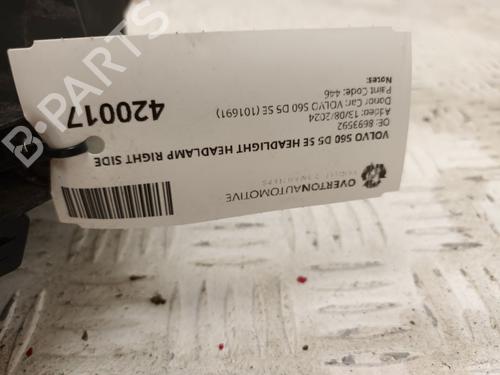 OVERTONAUTOMOTIVE
VOLVO S60 D5 SE HEADLIGHT HEADLAMP RIGHT SIDE
OE: 8693592
Added: 13/08/2024
Donor Car: VOLVO S60 D5 SE (101691)
Paint Code: 446
Notes:
420017
B-PARTS